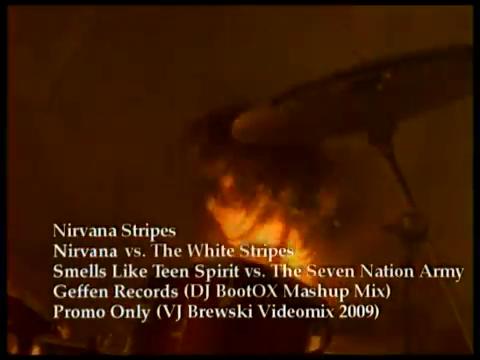 Nirvana Stripes
Nirvana vs. The White Stripes
Smells Like Teen Spirit vs. The Seven Nation Army
Geffen Records (DJ BootOX Mashup Mix)
Promo Only (VJ Brewski Videomix 2009)